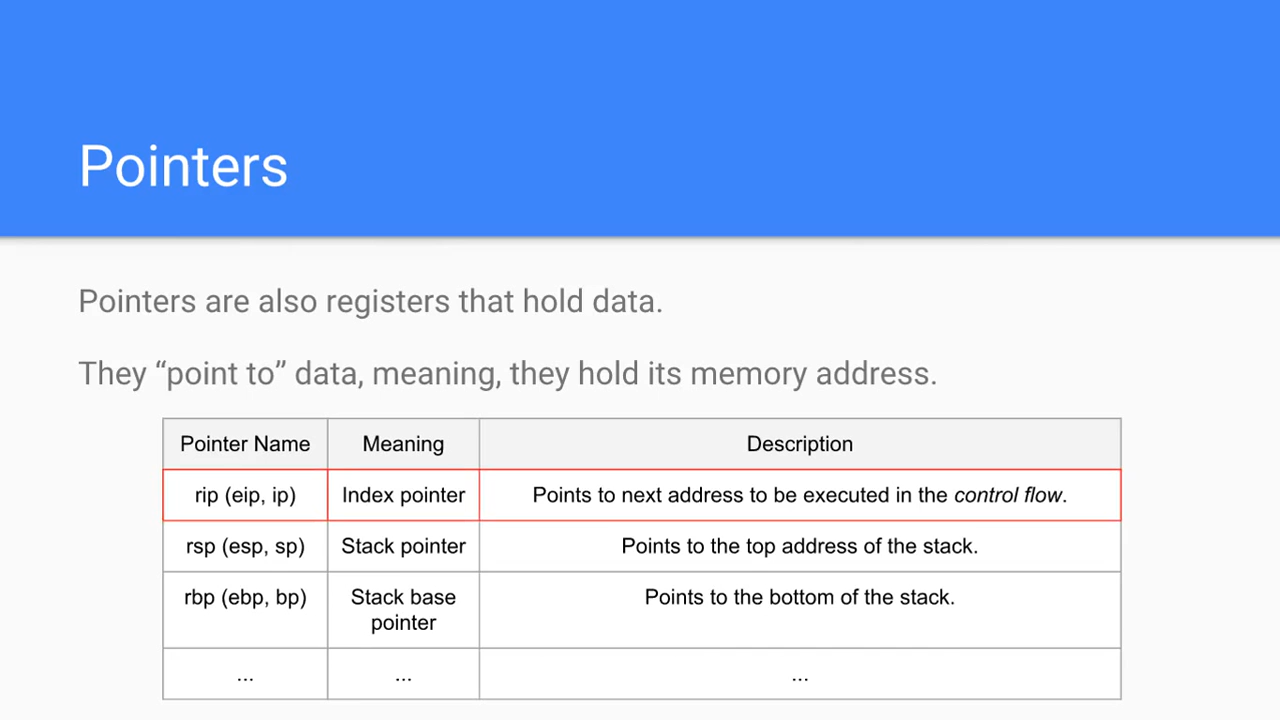 Pointers
Pointers are also registers that hold data.
They “point to” data, meaning, they hold its memory address.
Pointer Name Meaning Description
rip (eip, ip) Index pointer Points to next address to be executed in the control flow.
rsp (esp, sp) Stack pointer Points to the top address of the stack.
rbp (ebp, bp) Stack base Points to the bottom of the stack.
pointer
... ... ...